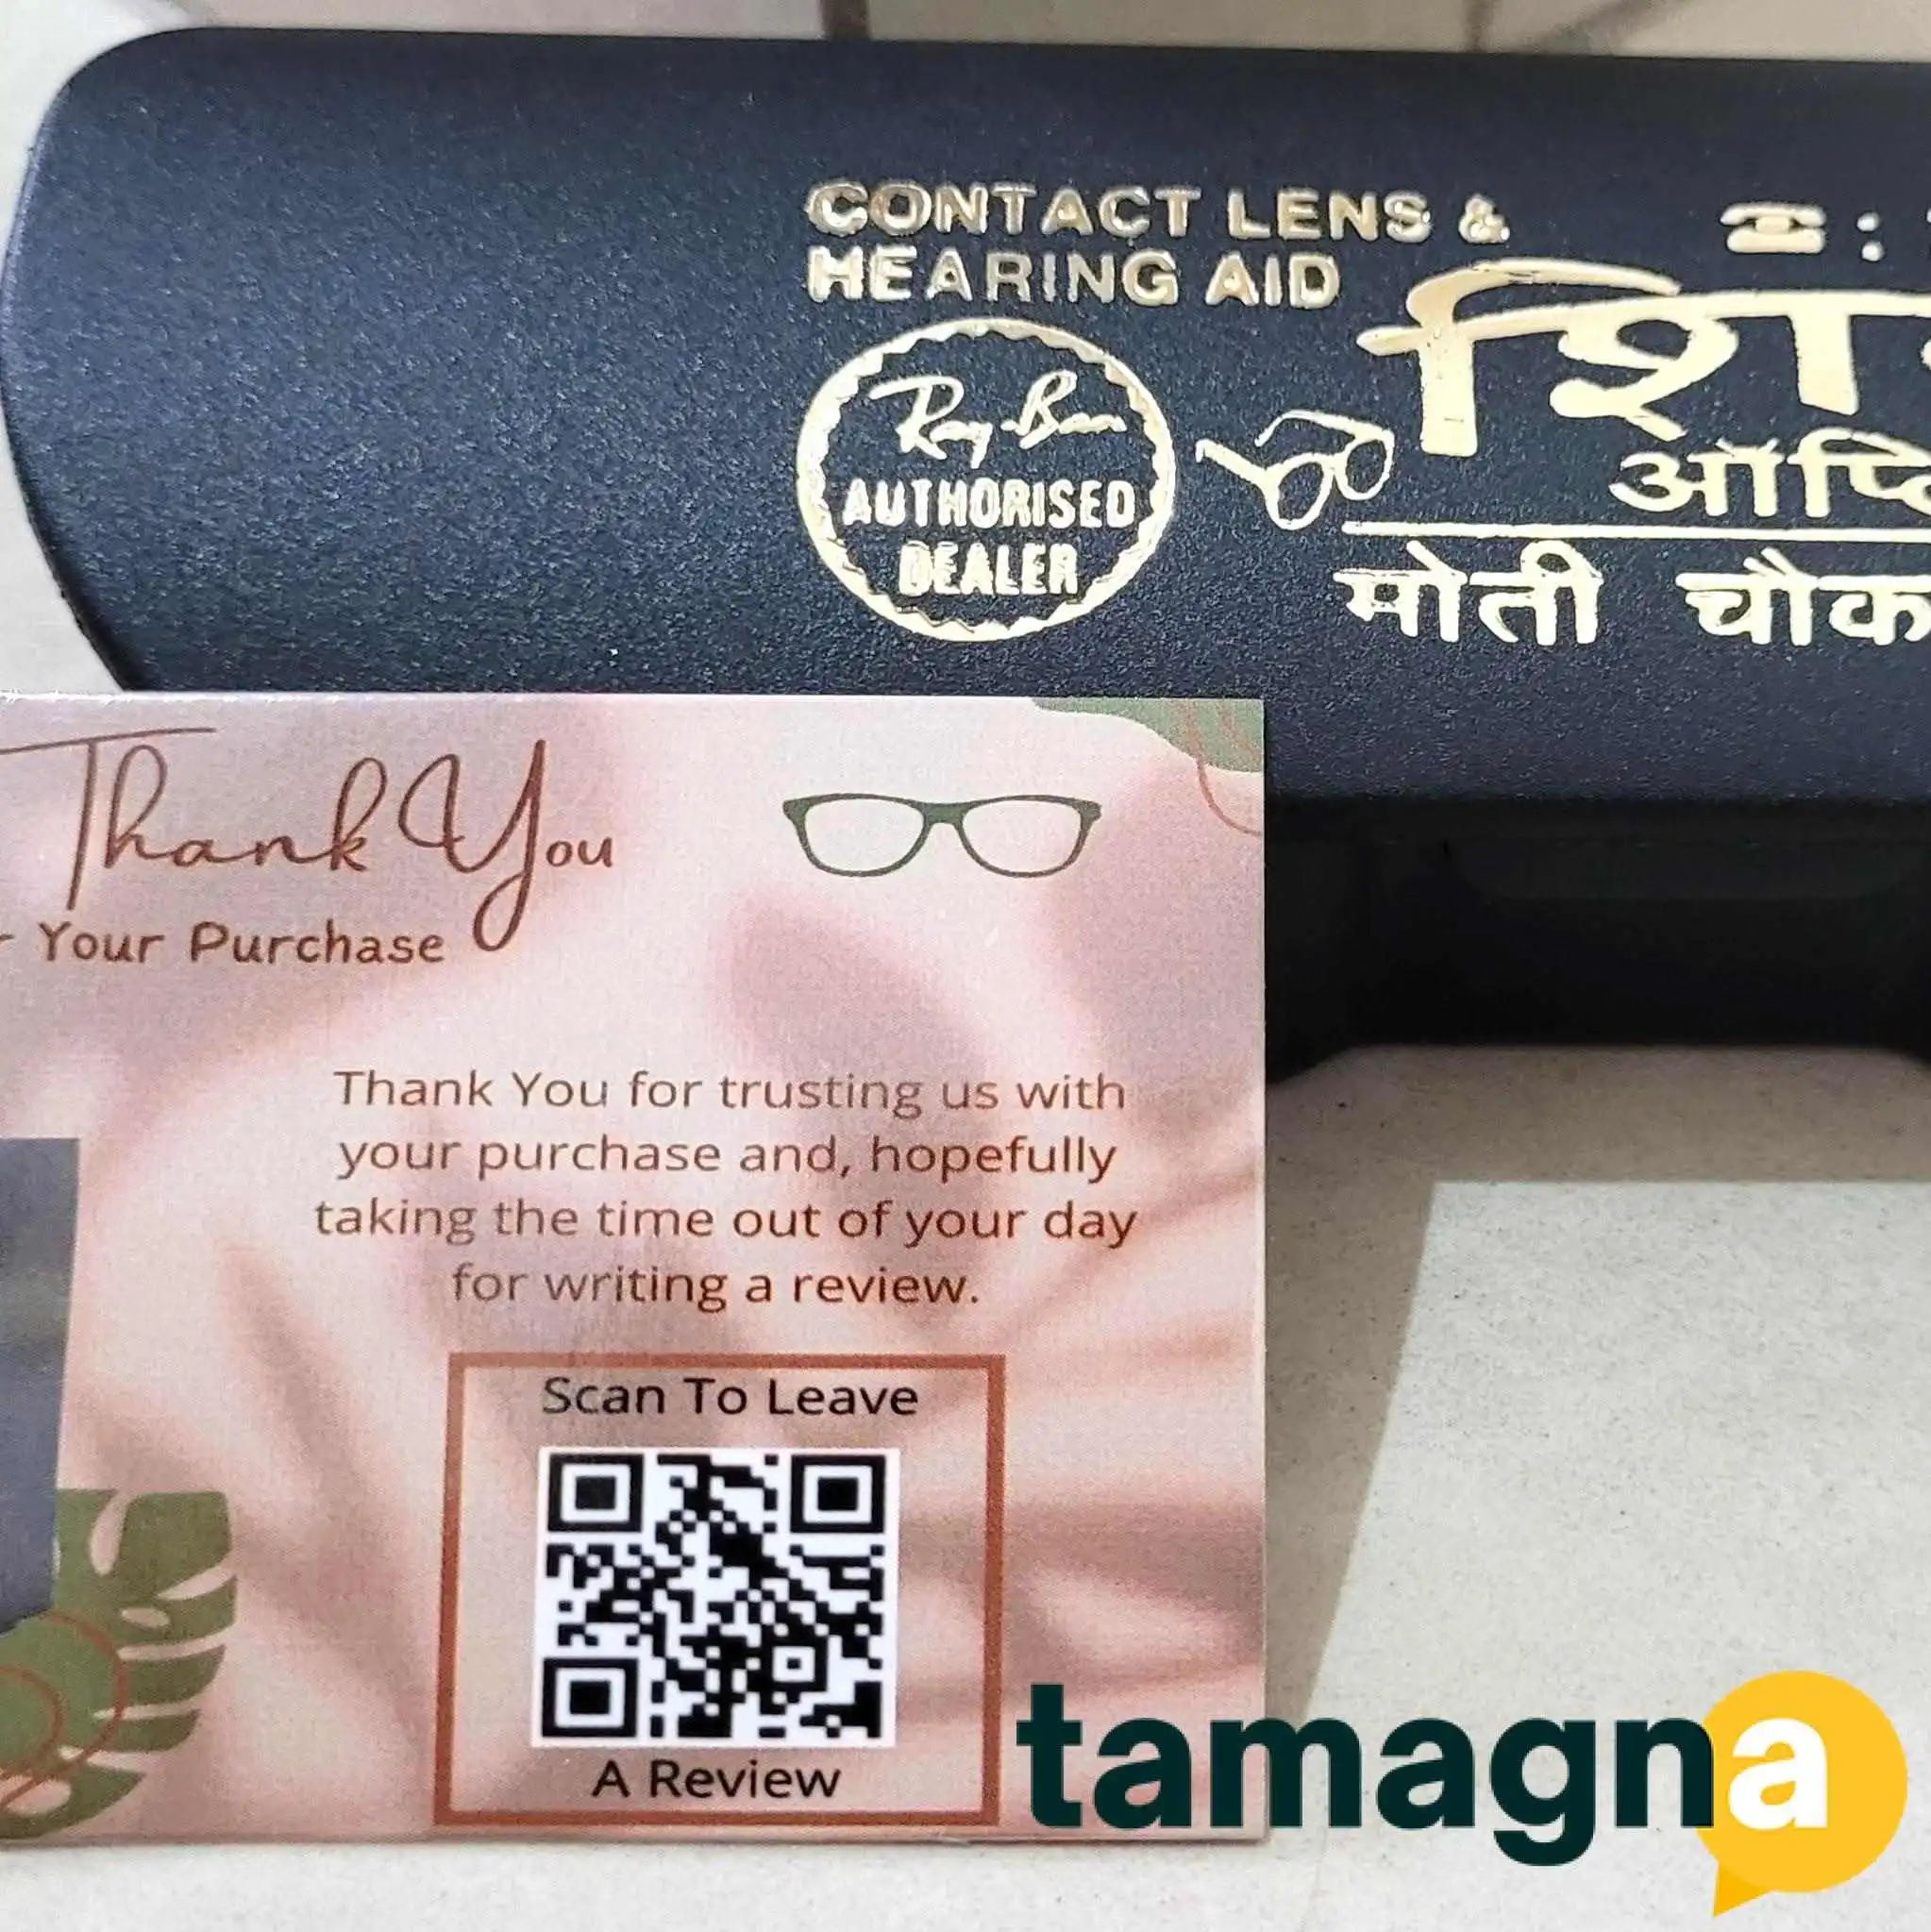 CONTACT LENS &
HEARING AID
Ray-Ban
AUTHORISED
DEALER
मोती चौक
Thank You
Your Purchase
Thank You for trusting us with
your purchase and, hopefully
taking the time out of your day
for writing a review.
Scan To Leave
A Review
tamagna